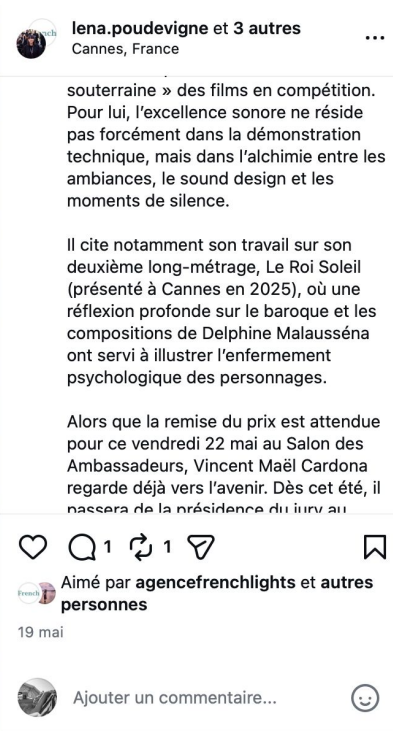 lena.poudevigne et 3 autres
Cannes, France
souterraine » des films en compétition.
Pour lui, l'excellence sonore ne réside
pas forcément dans la démonstration
technique, mais dans l'alchimie entre les
ambiances, le sound design et les
moments de silence.
Il cite notamment son travail sur son
deuxième long-métrage, Le Roi Soleil
(présenté à Cannes en 2025), où une
réflexion profonde sur le baroque et les
compositions de Delphine Malausséna
ont servi à illustrer l'enfermement
psychologique des personnages.
Alors que la remise du prix est attendue
pour ce vendredi 22 mai au Salon des
Ambassadeurs, Vincent Maël Cardona
regarde déjà vers l'avenir. Dès cet été, il
passera de la présidence du jury au
1 1
Aimé par agencefrenchlights et autres
personnes
French
19 mai
Ajouter un commentaire...